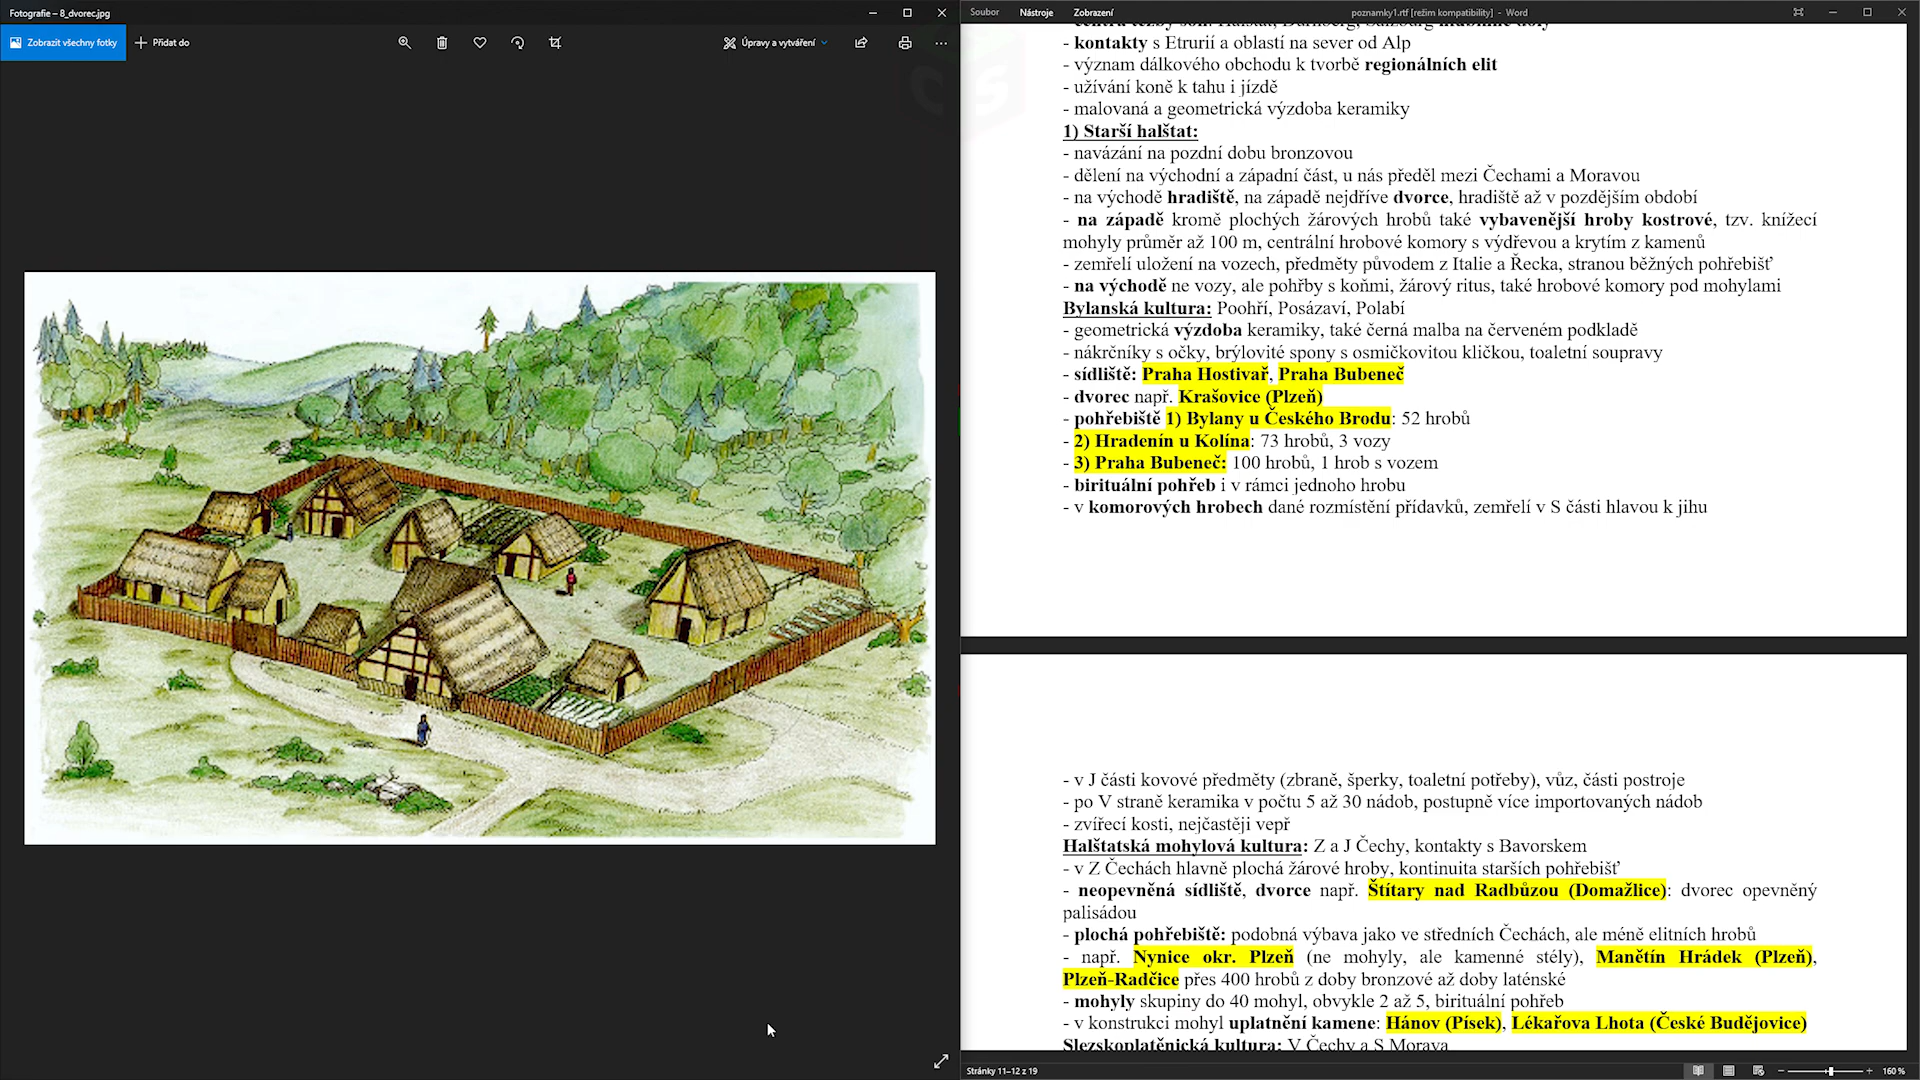 Fotografie – 8_dvorec.jpg
Zobrazit všechny fotky
Přidat do
Úpravy a vytváření
Soubor
Nástroje
Zobrazení
poznamky1.rtf [režim kompatibility] - Word
- kontakty s Etrurií a oblastí na sever od Alp
- význam dálkového obchodu k tvorbě regionálních elit
- užívání koně k tahu i jízdě
- malovaná a geometrická výzdoba keramiky
1) Starší halštat:
- navázání na pozdní dobu bronzovou
- dělení na východní a západní část, u nás předěl mezi Čechami a Moravou
- na východě hradiště, na západě nejdříve dvorce, hradiště až v pozdějším období
- na západě kromě plochých žárových hrobů také vybavenější hroby kostrové, tzv. knížecí
mohyly průměr až 100 m, centrální hrobové komory s výdřevou a krytím z kamenů
- zemřelí uložení na vozech, předměty původem z Italie a Řecka, stranou běžných pohřebišť
- na východě ne vozy, ale pohřby s koňmi, žárový ritus, také hrobové komory pod mohylami
Bylanská kultura: Poohří, Posázaví, Polabí
- geometrická výzdoba keramiky, také černá malba na červeném podkladě
- nákrčníky s očky, brýlovité spony s osmičkovitou kličkou, toaletní soupravy
- sídliště: Praha Hostivař, Praha Bubeneč
- dvorec např. Krašovice (Plzeň)
- pohřebiště 1) Bylany u Českého Brodu: 52 hrobů
- 2) Hradenín u Kolína: 73 hrobů, 3 vozy
- 3) Praha Bubeneč: 100 hrobů, 1 hrob s vozem
- birituální pohřeb i v rámci jednoho hrobu
- v komorových hrobech dané rozmístění přídavků, zemřelí v S části hlavou k jihu
- v J části kovové předměty (zbraně, šperky, toaletní potřeby), vůz, části postroje
- po V straně keramika v počtu 5 až 30 nádob, postupně více importovaných nádob
- zvířecí kosti, nejčastěji vepř
Halštatská mohylová kultura: Z a J Čechy, kontakty s Bavorskem
- v Z Čechách hlavně plochá žárové hroby, kontinuita starších pohřebišť
- neopevněná sídliště, dvorce např. Štítary nad Radbůzou (Domažlice): dvorec opevněný
palisádou
- plochá pohřebiště: podobná výbava jako ve středních Čechách, ale méně elitních hrobů
- např. Nynice okr. Plzeň (ne mohyly, ale kamenné stély), Manětín Hrádek (Plzeň),
Plzeň-Radčice přes 400 hrobů z doby bronzové až doby laténské
- mohyly skupiny do 40 mohyl, obvykle 2 až 5, birituální pohřeb
- v konstrukci mohyl uplatnění kamene: Hánov (Písek), Lékařova Lhota (České Budějovice)
Slezskoplatěnická kultura: V Čechy a S Morava
Stránky 11–12 z 19
160 %